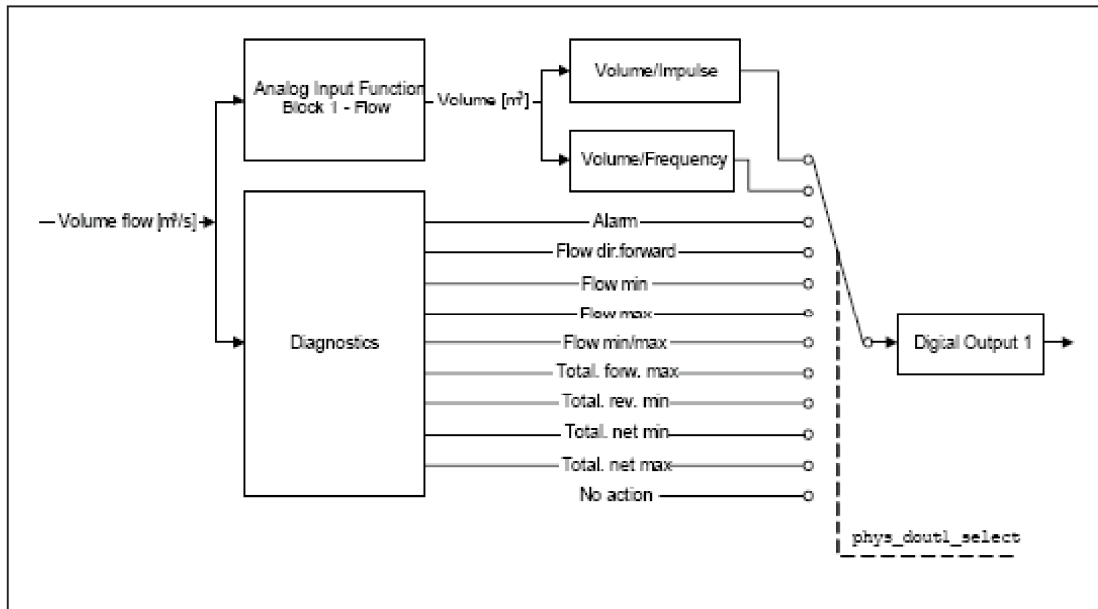 Analog Input Function
Block 1 - Flow
Volume [m³]
Volume/Impulse
Volume/Frequency
Volume flow [m³/s]
Diagnostics
Alarm
Flow dir.forward
Flow min
Flow max
Flow min/max
Total. forw. max
Total. rev. min
Total. net min
Total. net max
No action
Digital Output 1
phys_dout1_select